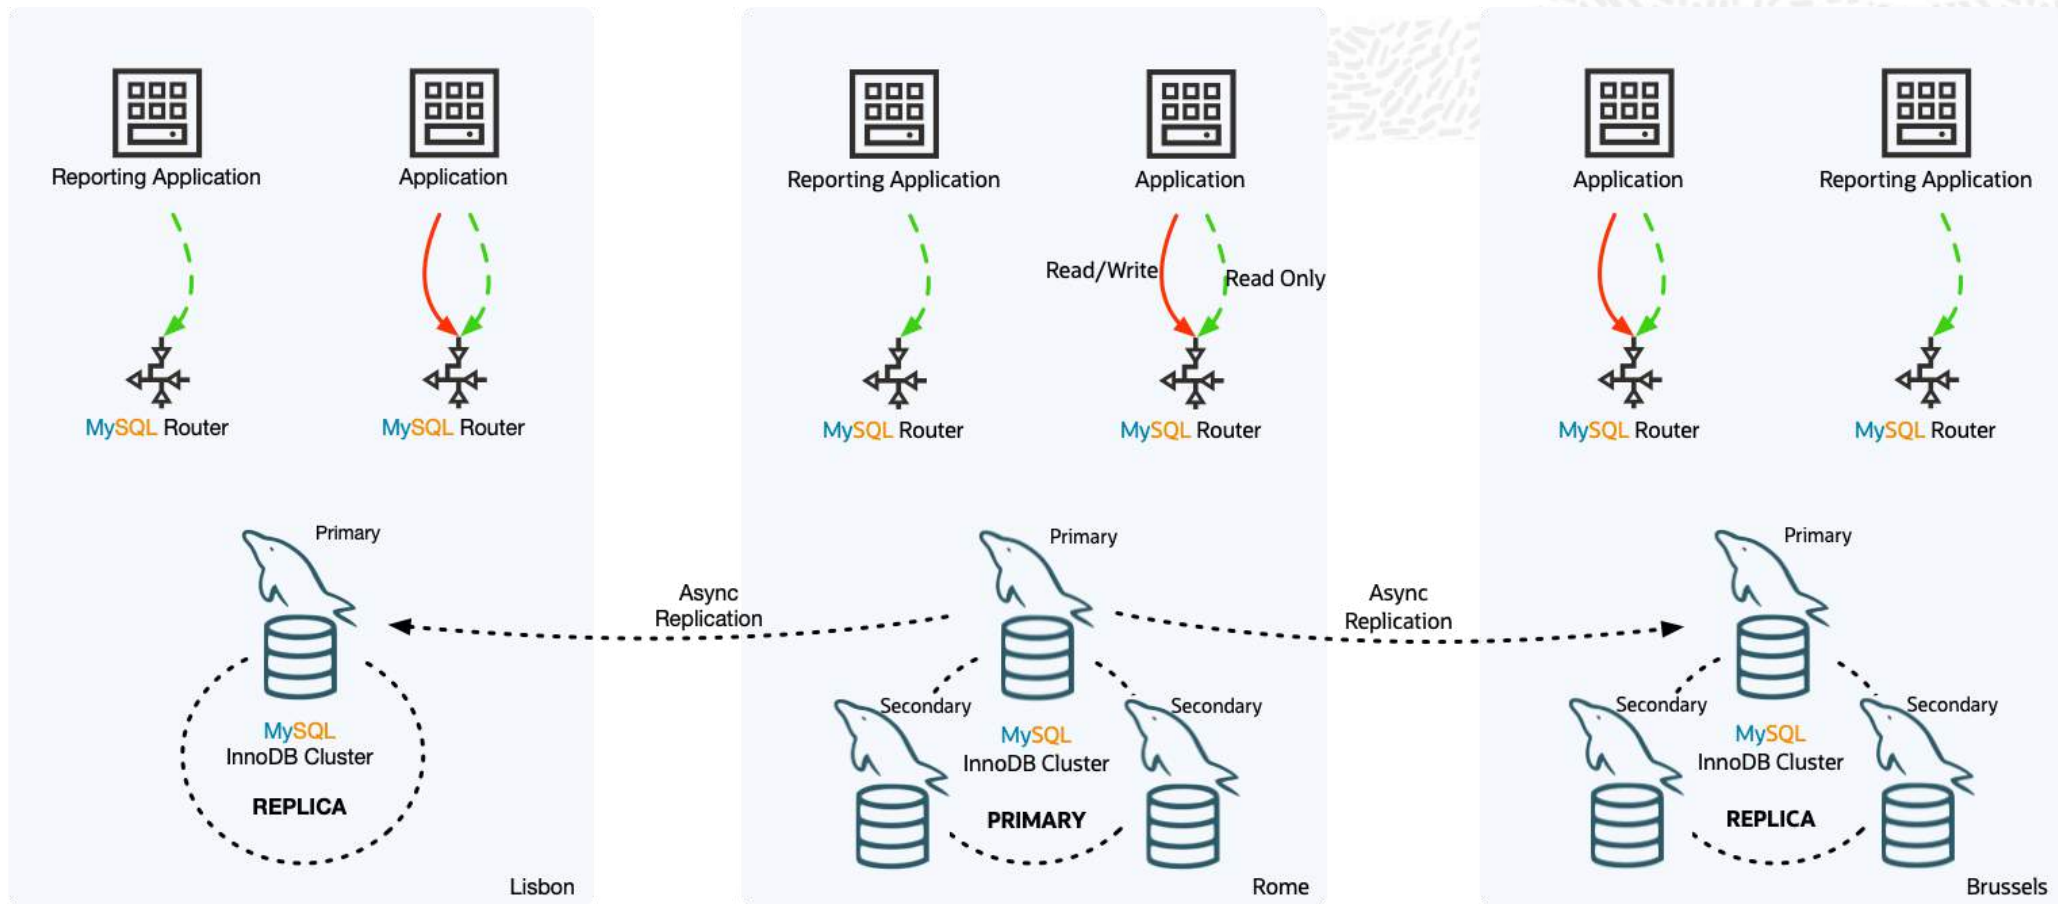 Reporting Application
Application
MySQL Router
MySQL Router
Primary
MySQL
InnoDB Cluster
REPLICA
Lisbon
Async
Replication
Reporting Application
Application
Read/Write
Read Only
MySQL Router
MySQL Router
Primary
Secondary
Secondary
MySQL
InnoDB Cluster
PRIMARY
Rome
Async
Replication
Application
Reporting Application
MySQL Router
MySQL Router
Primary
Secondary
Secondary
MySQL
InnoDB Cluster
REPLICA
Brussels